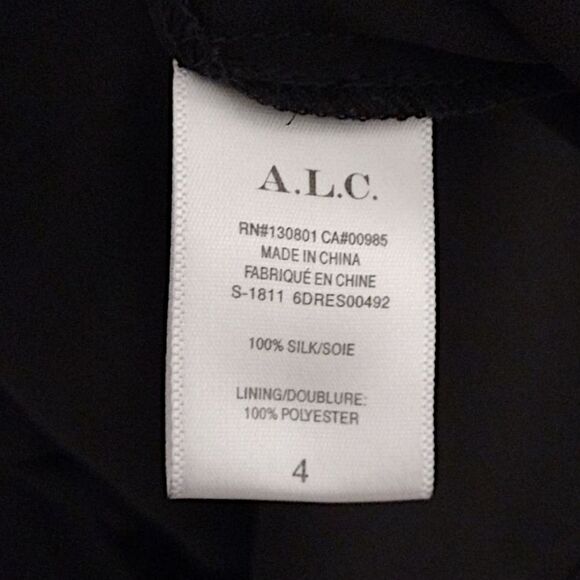 A.L.C.
RN#130801 CA#00985
MADE IN CHINA
FABRIQUÉ EN CHINE
S-1811 6DRES00492
100% SILK/SOIE
LINING/DOUBLURE:
100% POLYESTER
4